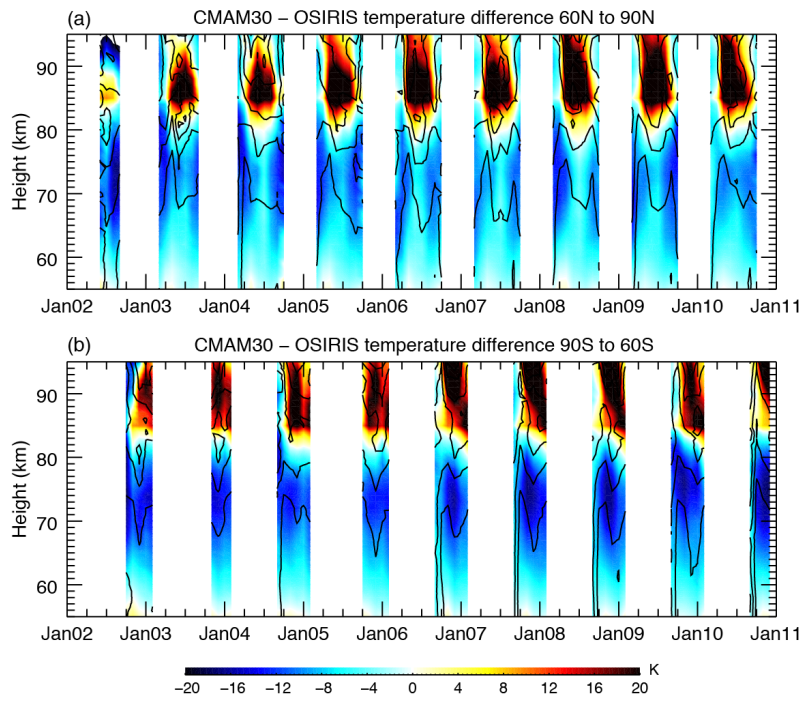 (a) CMAM30 − OSIRIS temperature difference 60N to 90N
90
80
70
60
Height (km)
Jan02 Jan03 Jan04 Jan05 Jan06 Jan07 Jan08 Jan09 Jan10 Jan11
(b) CMAM30 − OSIRIS temperature difference 90S to 60S
90
80
70
60
Height (km)
Jan02 Jan03 Jan04 Jan05 Jan06 Jan07 Jan08 Jan09 Jan10 Jan11
K
−20 −16 −12 −8 −4 0 4 8 12 16 20